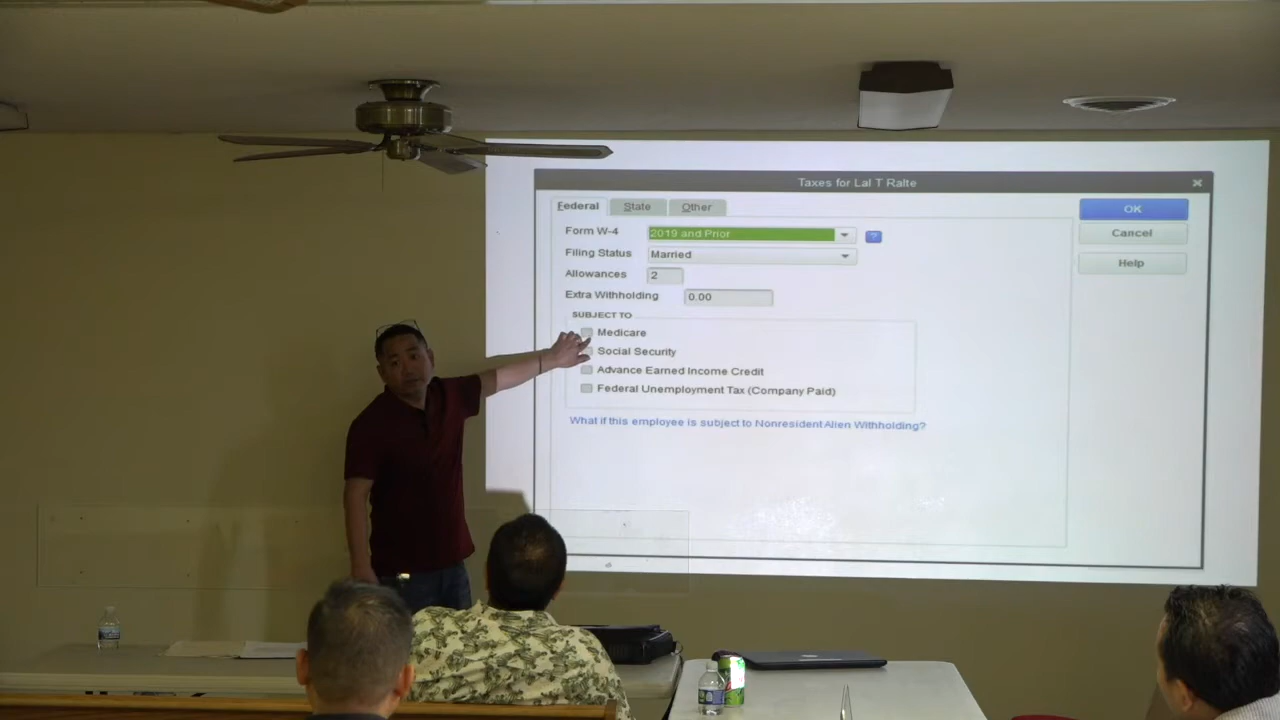 Taxes for Lal T Ralte
Federal State Other
OK
Form W-4 2019 and Prior ?
Cancel
Filing Status Married
Help
Allowances 2
Extra Withholding 0.00
SUBJECT TO
Medicare
Social Security
Advance Earned Income Credit
Federal Unemployment Tax (Company Paid)
What if this employee is subject to Nonresident Alien Withholding?